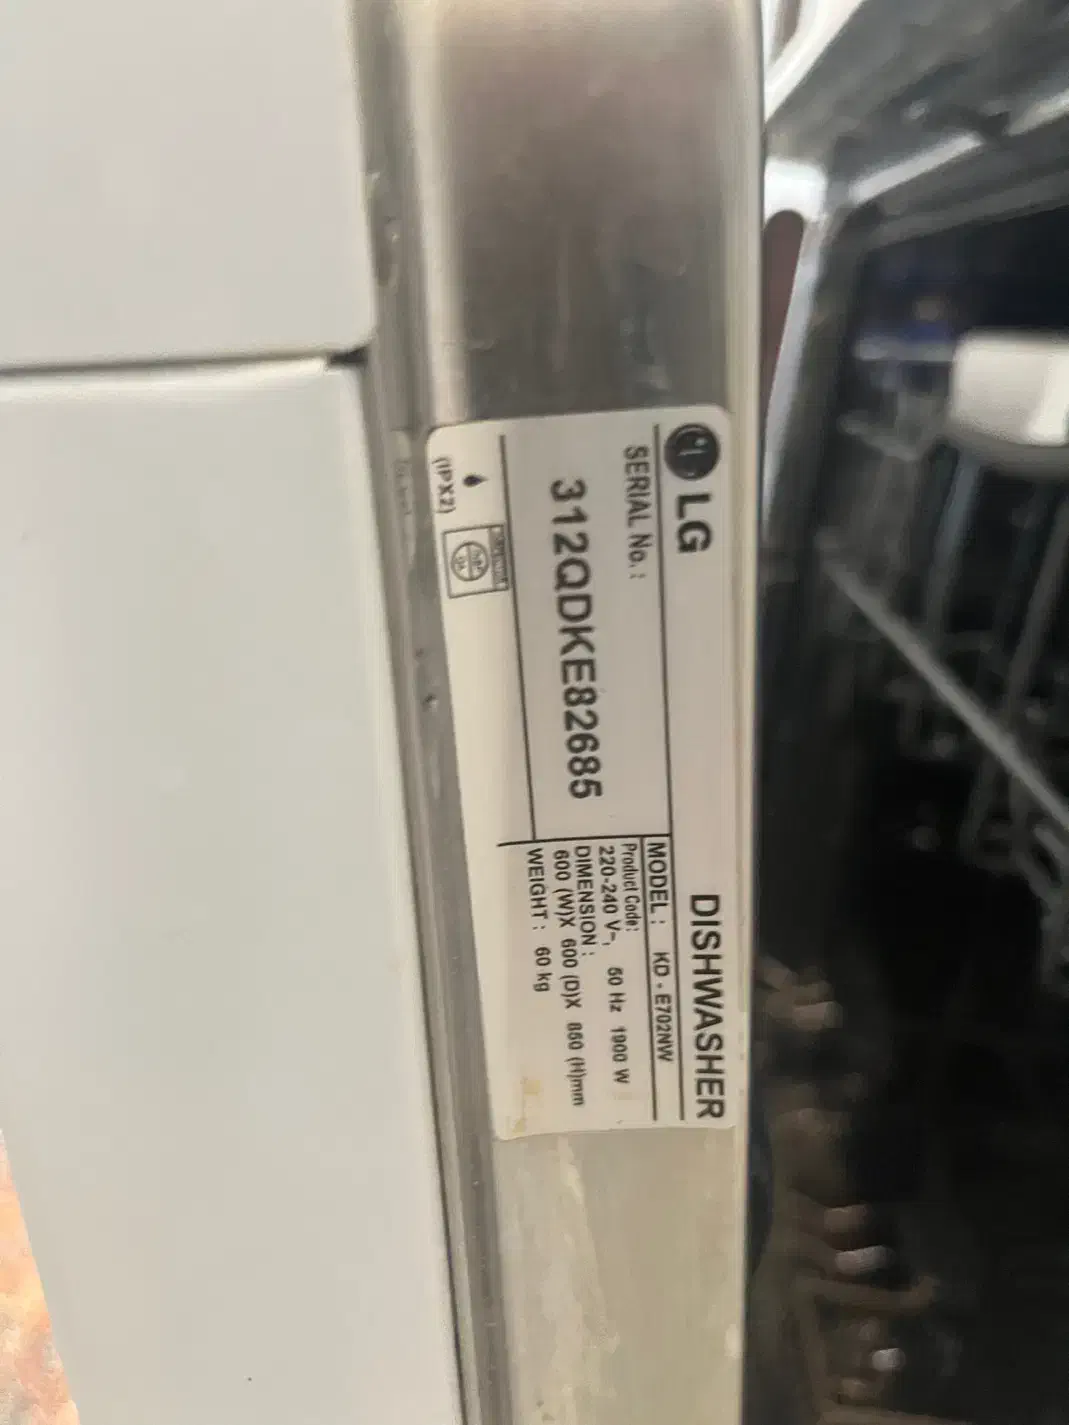 LG
DISHWASHER
SERIAL No. :
312QDKE82685
MODEL : KD - E702NW
Product Code:
220-240 V~, 50 Hz 1900 W
DIMENSION :
600 (W)X 600 (D)X 850 (H)mm
WEIGHT : 60 kg
(IPX2)